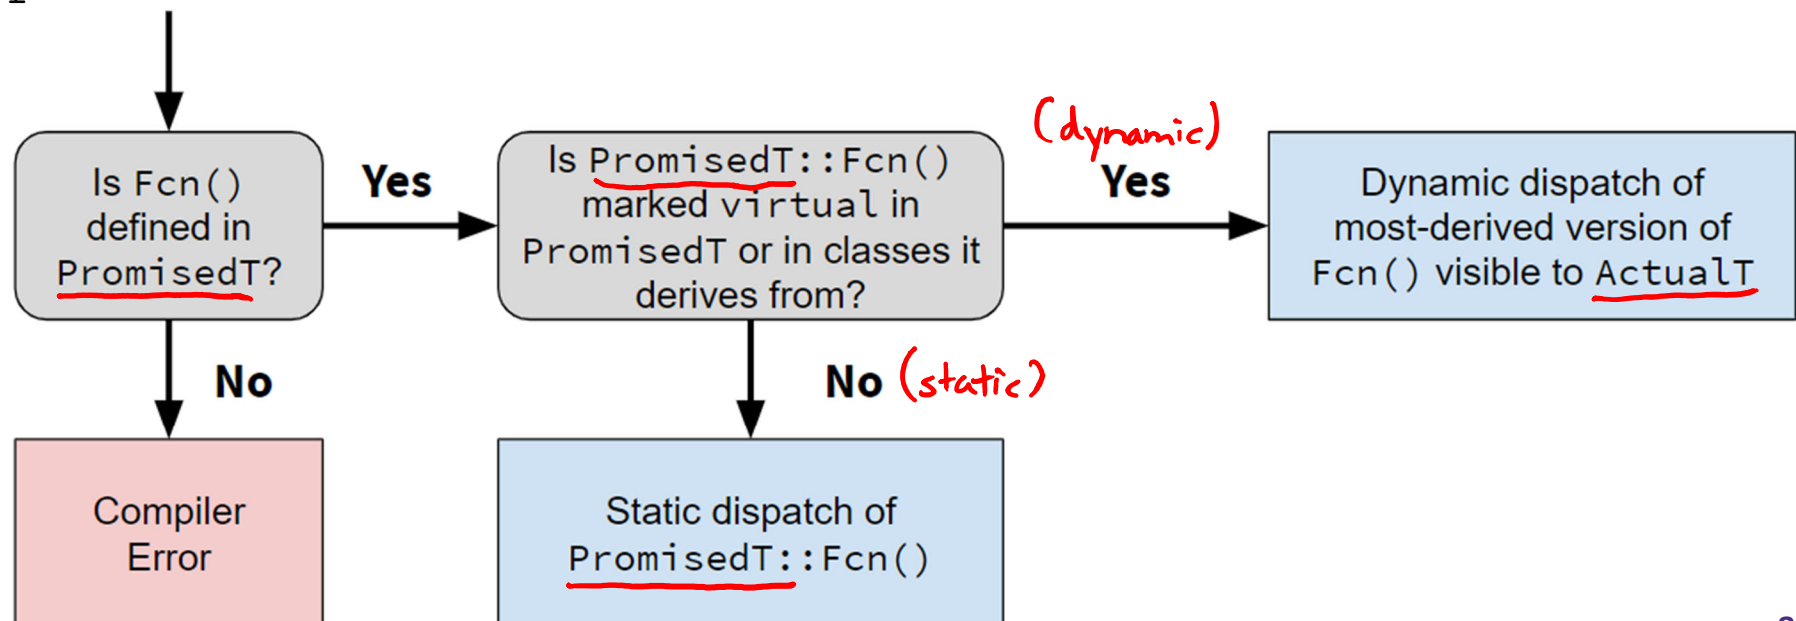 (dynamic)
Is Fcn()
defined in
PromisedT?
Yes
Is PromisedT::Fcn()
marked virtual in
PromisedT or in classes it
derives from?
Yes
Dynamic dispatch of
most-derived version of
Fcn() visible to ActualT
No
No (static)
Compiler
Error
Static dispatch of
PromisedT::Fcn()